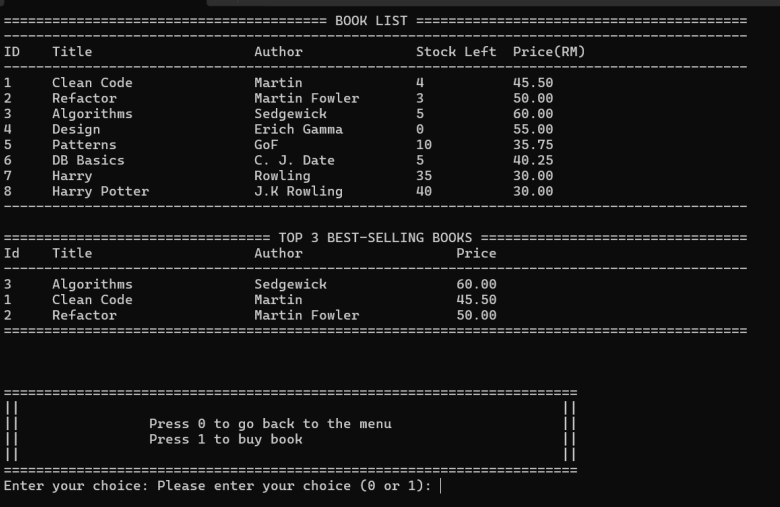 ======================================== BOOK LIST =========================================
--------------------------------------------------------------------------------------------
ID    Title                    Author              Stock Left  Price(RM)
--------------------------------------------------------------------------------------------
1     Clean Code               Martin              4           45.50
2     Refactor                 Martin Fowler       3           50.00
3     Algorithms               Sedgewick           5           60.00
4     Design                   Erich Gamma         0           55.00
5     Patterns                 GoF                 10          35.75
6     DB Basics                C. J. Date          5           40.25
7     Harry                    Rowling             35          30.00
8     Harry Potter             J.K Rowling         40          30.00
--------------------------------------------------------------------------------------------
================================= TOP 3 BEST-SELLING BOOKS =================================
Id    Title                    Author                   Price
--------------------------------------------------------------------------------------------
3     Algorithms               Sedgewick                60.00
1     Clean Code               Martin                   45.50
2     Refactor                 Martin Fowler            50.00
============================================================================================
=======================================================================
||                                                                   ||
||                Press 0 to go back to the menu                     ||
||                Press 1 to buy book                                ||
||                                                                   ||
=======================================================================
Enter your choice: Please enter your choice (0 or 1):